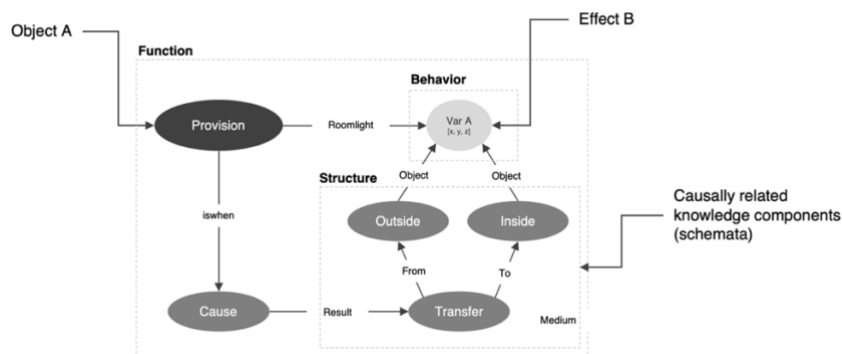 Object A
Effect B
Function
Behavior
Provision
Roomlight
Var A
[x, y, z]
Structure
Object
Object
Causally related
knowledge components
(schemata)
iswhen
Outside
Inside
From
To
Cause
Result
Transfer
Medium